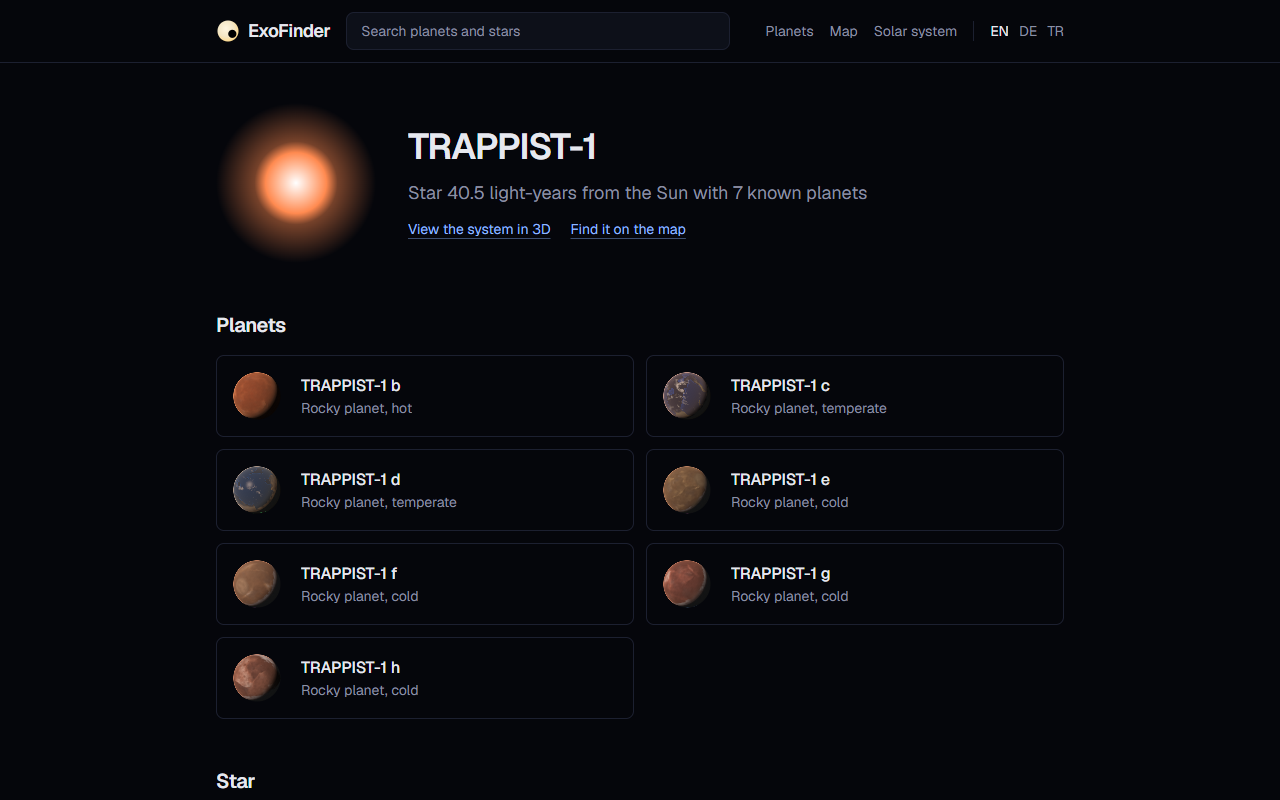 ExoFinder
Search planets and stars
Planets Map Solar system EN DE TR
TRAPPIST-1
Star 40.5 light-years from the Sun with 7 known planets
View the system in 3D Find it on the map
Planets
TRAPPIST-1 b
Rocky planet, hot
TRAPPIST-1 c
Rocky planet, temperate
TRAPPIST-1 d
Rocky planet, temperate
TRAPPIST-1 e
Rocky planet, cold
TRAPPIST-1 f
Rocky planet, cold
TRAPPIST-1 g
Rocky planet, cold
TRAPPIST-1 h
Rocky planet, cold
Star